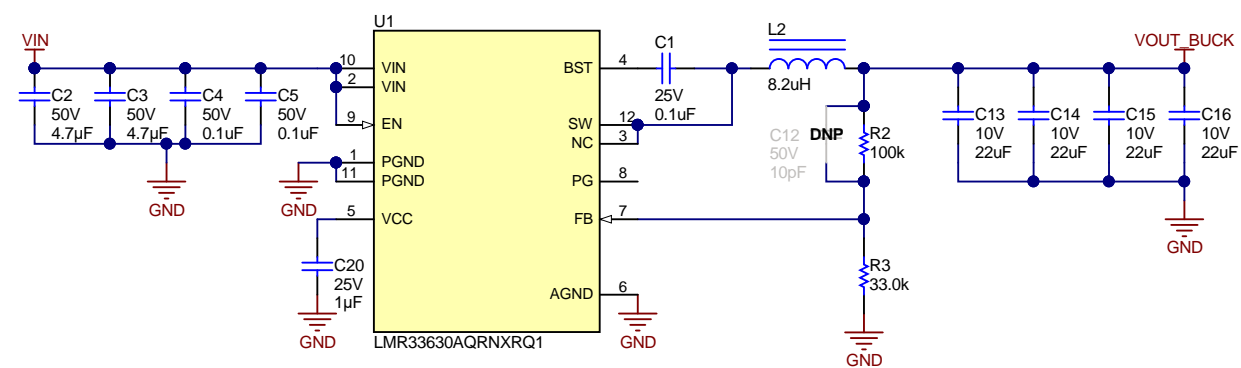 VIN
C2
50V
4.7µF
C3
50V
4.7µF
C4
50V
0.1uF
C5
50V
0.1uF
GND
U1
10
VIN
2
VIN
9
EN
1
PGND
11
PGND
5
VCC
BST
4
SW
12
NC
3
PG
8
FB
7
AGND
6
LMR33630AQRNXRQ1
GND
C20
25V
1µF
GND
GND
C1
25V
0.1uF
L2
8.2uH
C12
50V
10pF
DNP
R2
100k
R3
33.0k
GND
VOUT_BUCK
C13
10V
22uF
C14
10V
22uF
C15
10V
22uF
C16
10V
22uF
GND